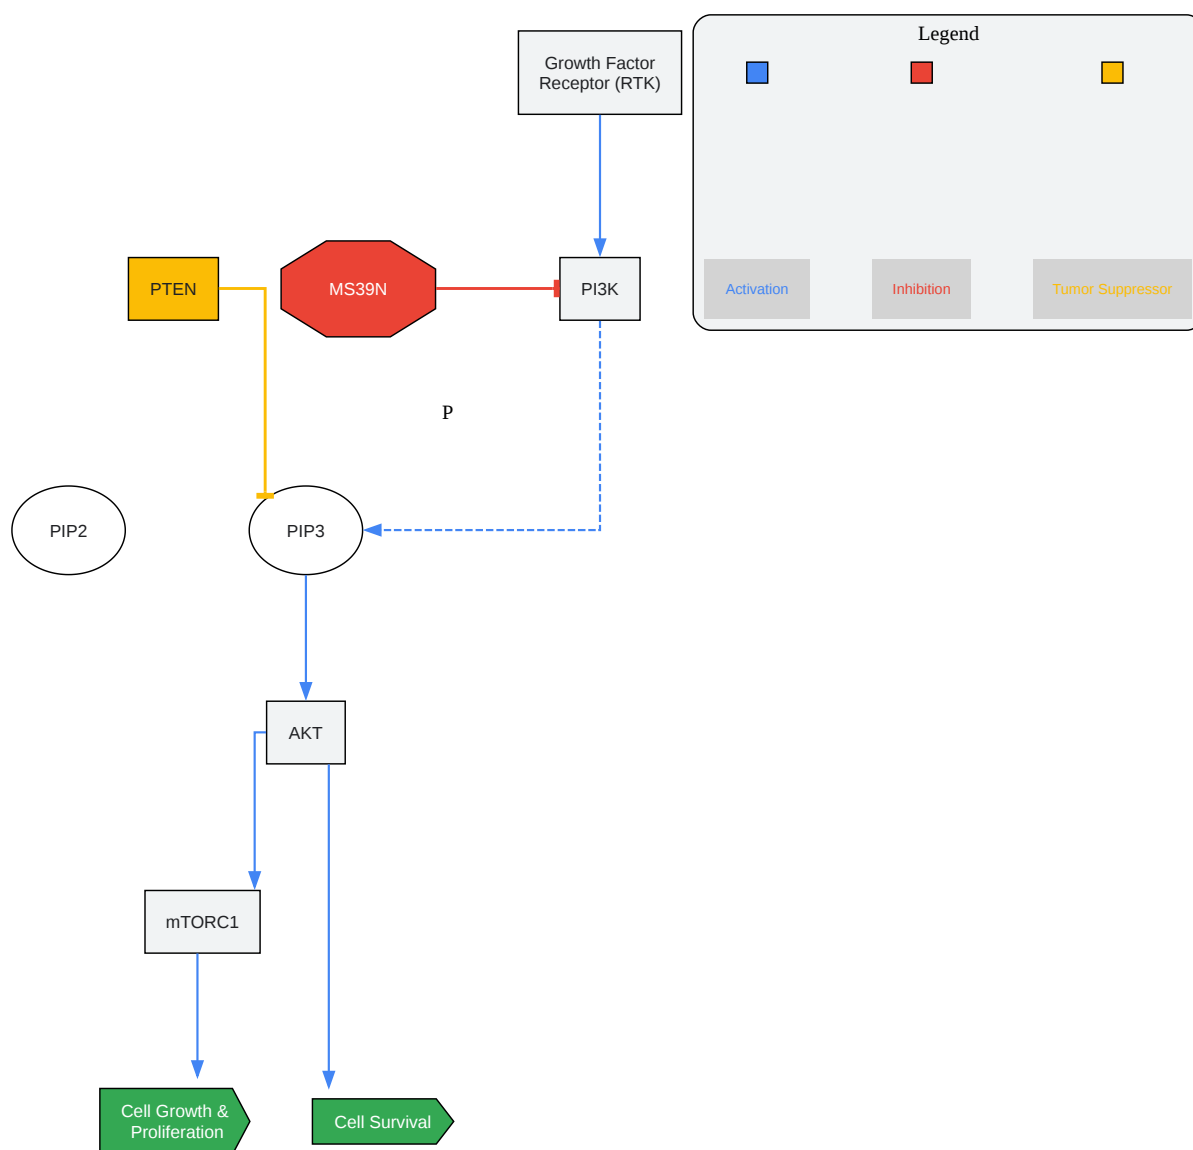 Legend
Growth Factor
Receptor (RTK)
PTEN
MS39N
PI3K
Activation
Inhibition
Tumor Suppressor
P
PIP2
PIP3
AKT
mTORC1
Cell Growth &
Proliferation
Cell Survival